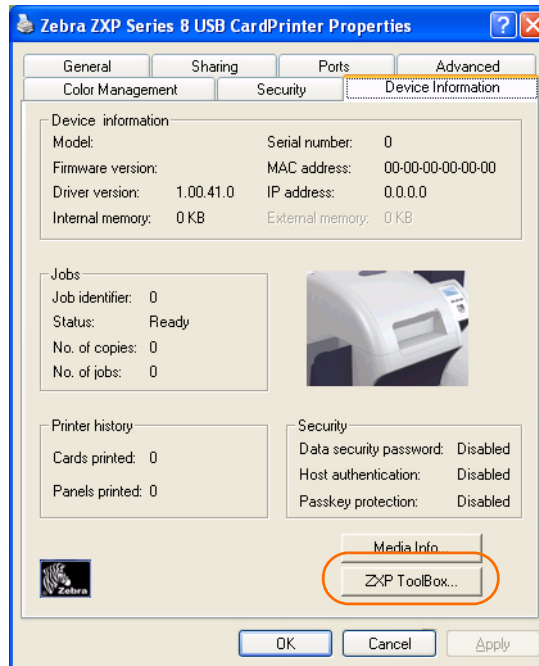 Zebra ZXP Series 8 USB CardPrinter Properties
General Sharing Ports Advanced
Color Management Security Device Information
Device information
Model: Serial number: 0
Firmware version: MAC address: 00-00-00-00-00-00
Driver version: 1.00.41.0 IP address: 0.0.0.0
Internal memory: 0 KB External memory: 0 KB
Jobs
Job identifier: 0
Status: Ready
No. of copies: 0
No. of jobs: 0
Printer history
Cards printed: 0
Panels printed: 0
Security
Data security password: Disabled
Host authentication: Disabled
Passkey protection: Disabled
Media Info...
ZXP ToolBox...
Zebra
OK Cancel Apply